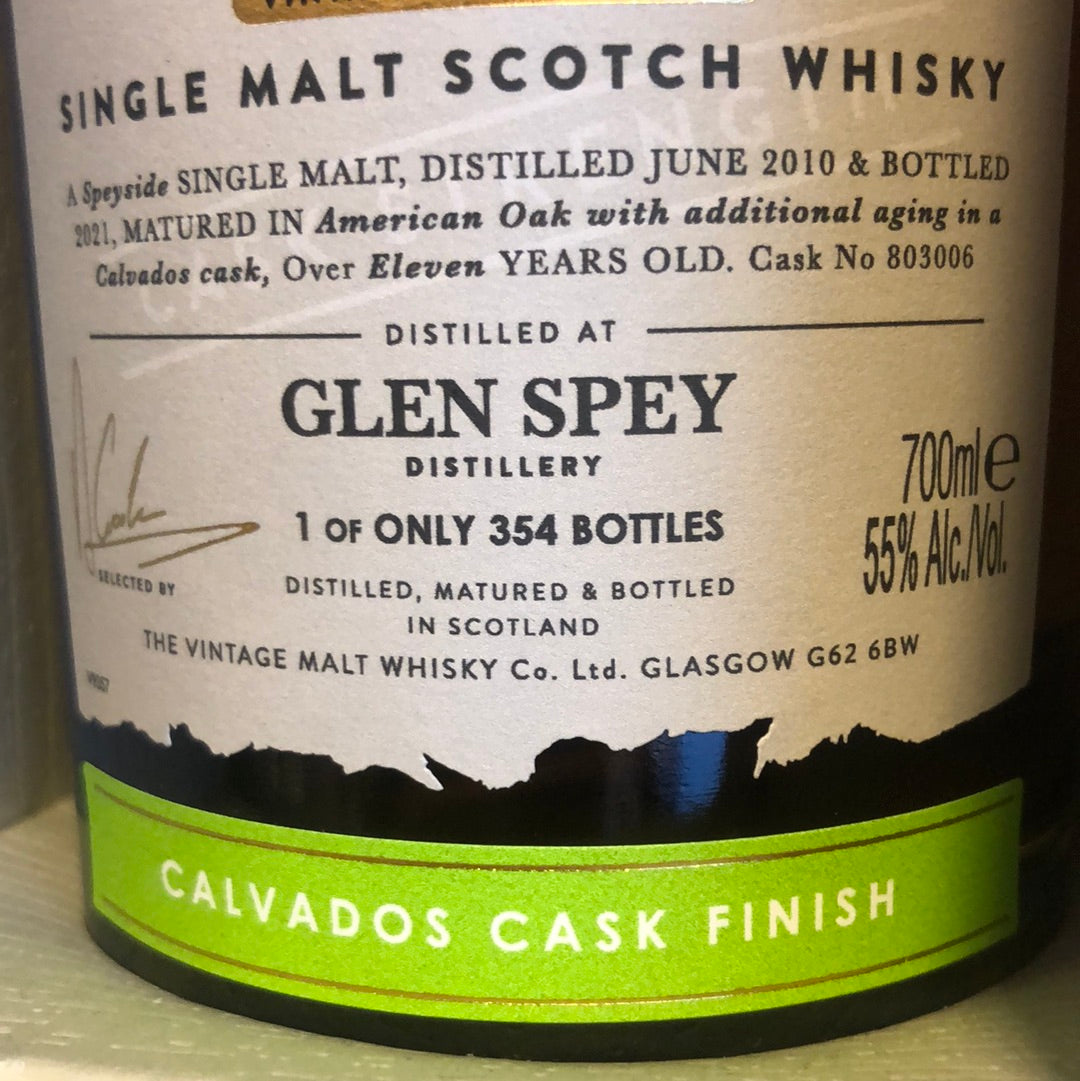 SINGLE MALT SCOTCH WHISKY
A Speyside SINGLE MALT, DISTILLED JUNE 2010 & BOTTLED
2021, MATURED IN American Oak with additional aging in a
Calvados cask, Over Eleven YEARS OLD. Cask No 803006
CASK STRENGTH
DISTILLED AT
GLEN SPEY
DISTILLERY
1 OF ONLY 354 BOTTLES
700ml e
55% Alc./Vol.
SELECTED BY
DISTILLED, MATURED & BOTTLED
IN SCOTLAND
THE VINTAGE MALT WHISKY Co. Ltd. GLASGOW G62 6BW
CALVADOS CASK FINISH